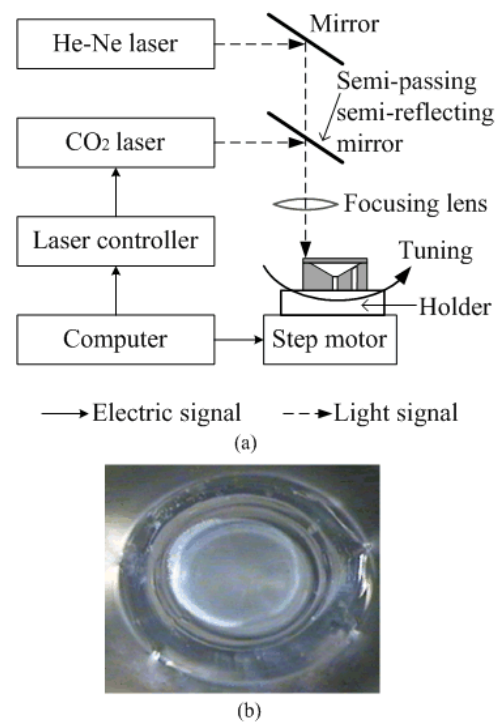 He-Ne laser
Mirror
Semi-passing
semi-reflecting
mirror
CO₂ laser
Focusing lens
Laser controller
Tuning
Holder
Computer
Step motor
Electric signal
Light signal
(a)
(b)